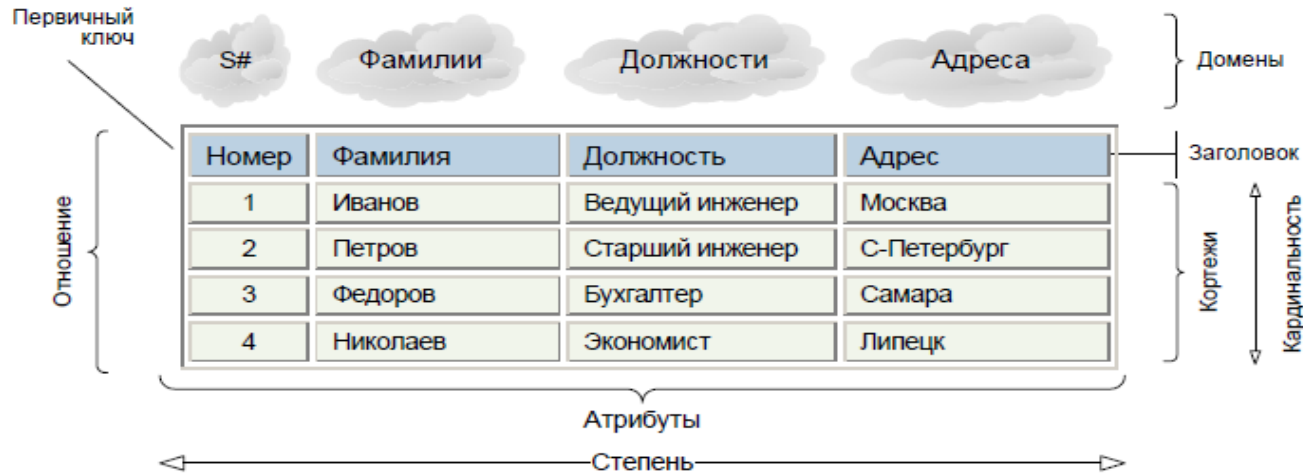 Первичный
ключ
S# Фамилии Должности Адреса
Домены
Номер Фамилия Должность Адрес
Заголовок
1 Иванов Ведущий инженер Москва
2 Петров Старший инженер С-Петербург
3 Федоров Бухгалтер Самара
4 Николаев Экономист Липецк
Отношение
Кортежи
Кардинальность
Атрибуты
Степень